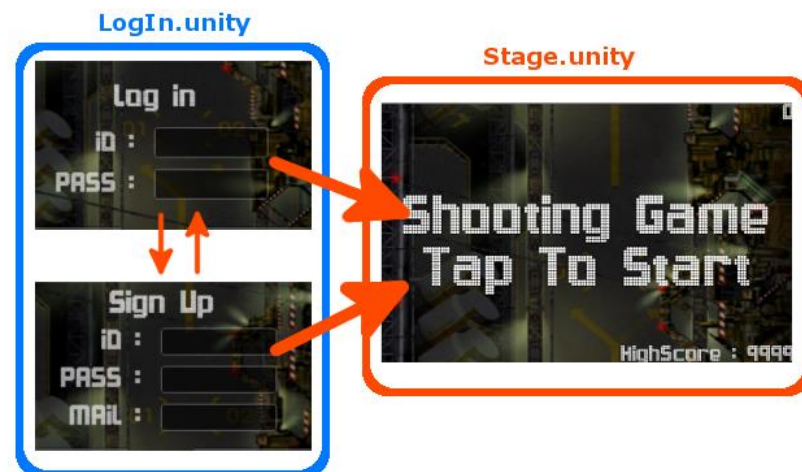 LogIn.unity
Log in
iD :
PASS :
Sign Up
iD :
PASS :
MAiL :
Stage.unity
0
Shooting Game
Tap To Start
HighScore : 9999